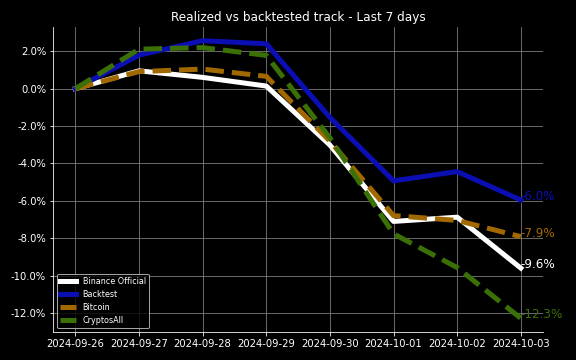 Realized vs backtested track - Last 7 days
2.0%
0.0%
-2.0%
-4.0%
-6.0%
-8.0%
-10.0%
-12.0%
-6.0%
-7.9%
-9.6%
-12.3%
Binance Official
Backtest
Bitcoin
CryptosAll
2024-09-26 2024-09-27 2024-09-28 2024-09-29 2024-09-30 2024-10-01 2024-10-02 2024-10-03